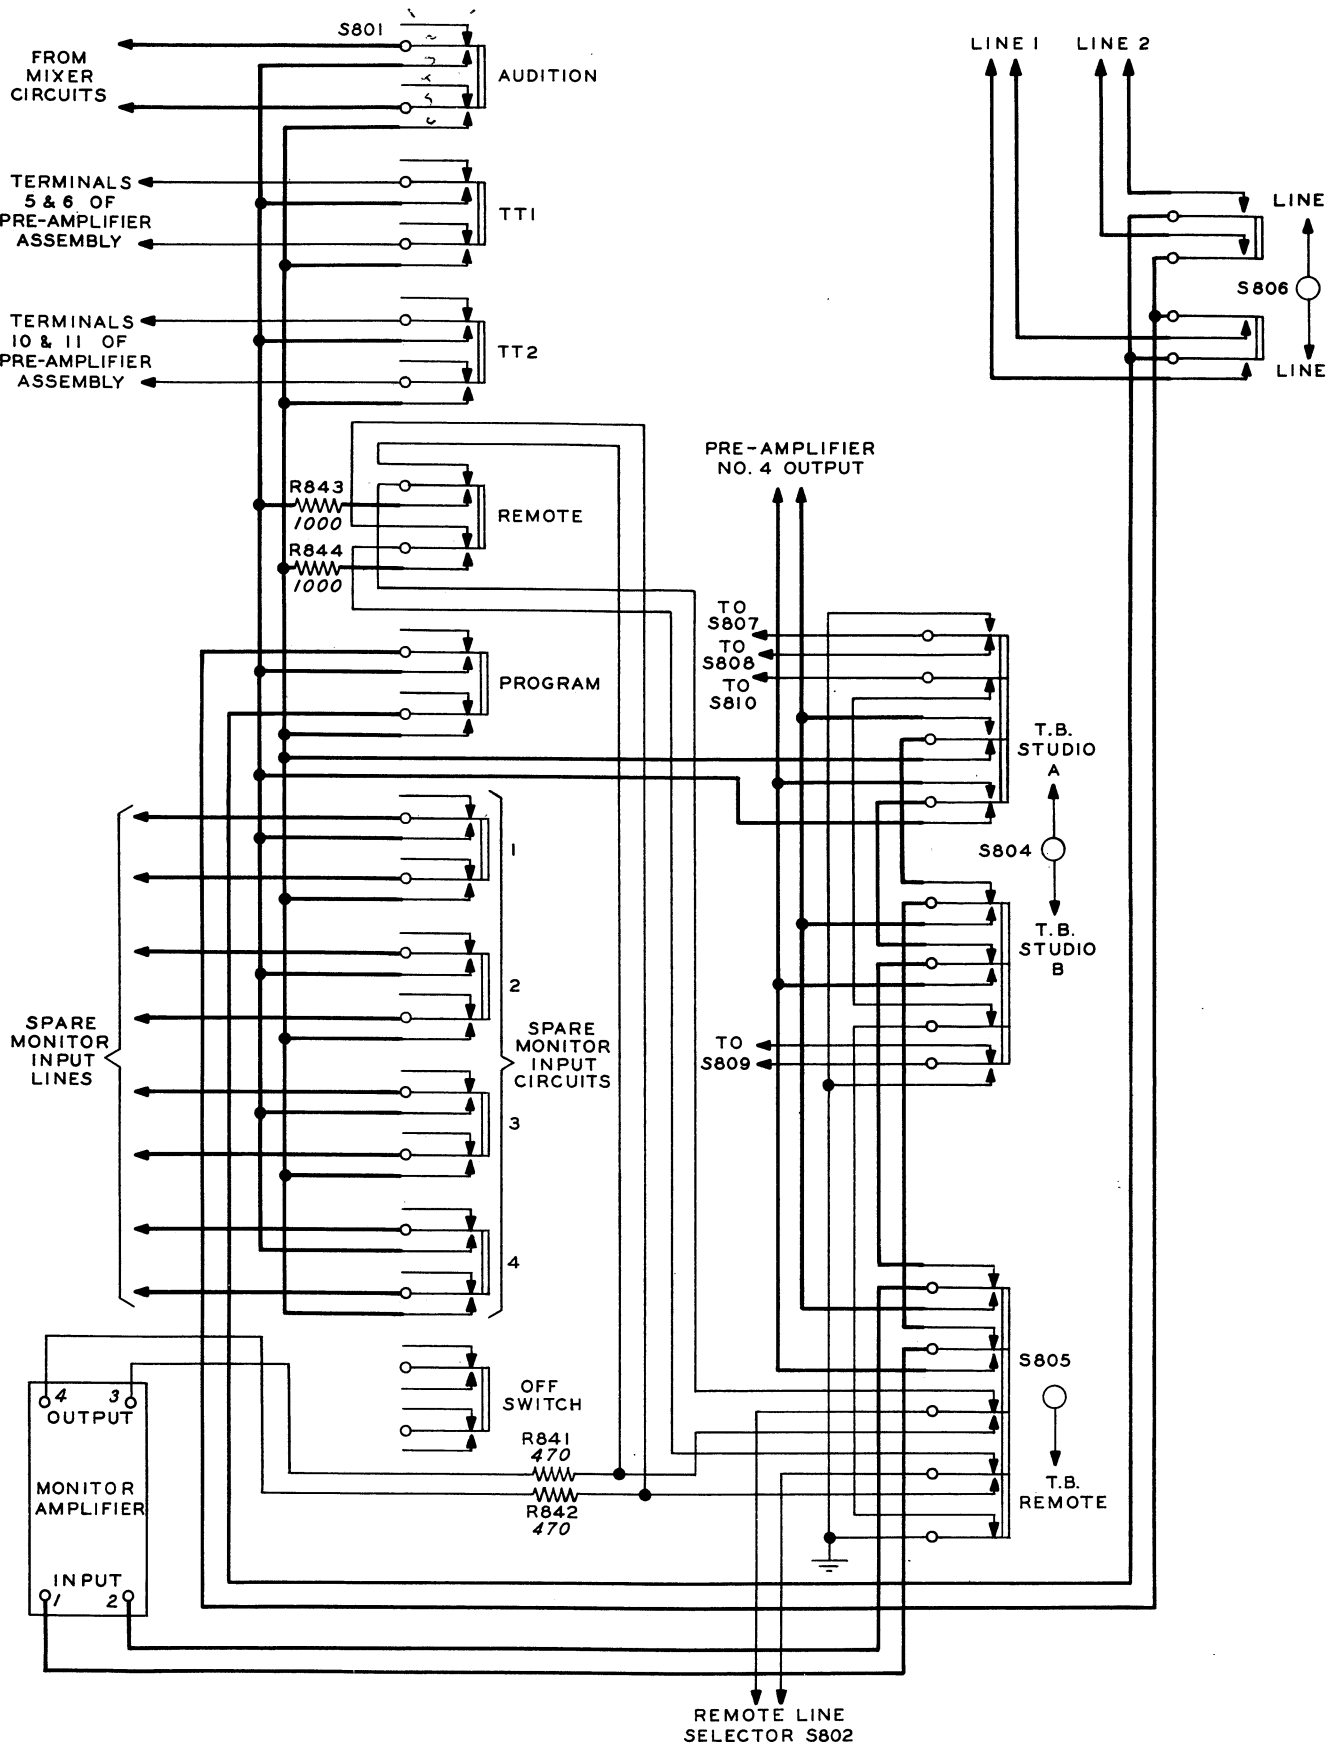 S801
FROM
MIXER
CIRCUITS
AUDITION
LINE 1
LINE 2
TERMINALS
5 & 6 OF
PRE-AMPLIFIER
ASSEMBLY
TT1
LINE
S806
LINE
TERMINALS
10 & 11 OF
PRE-AMPLIFIER
ASSEMBLY
TT2
PRE-AMPLIFIER
NO. 4 OUTPUT
R843
1000
REMOTE
R844
1000
TO
S807
TO
S808
TO
S810
PROGRAM
T.B.
STUDIO
A
S804
T.B.
STUDIO
B
1
2
3
4
SPARE
MONITOR
INPUT
LINES
SPARE
MONITOR
INPUT
CIRCUITS
TO
S809
S805
T.B.
REMOTE
OFF
SWITCH
R841
470
R842
470
4
3
OUTPUT
MONITOR
AMPLIFIER
INPUT
1
2
REMOTE LINE
SELECTOR S802